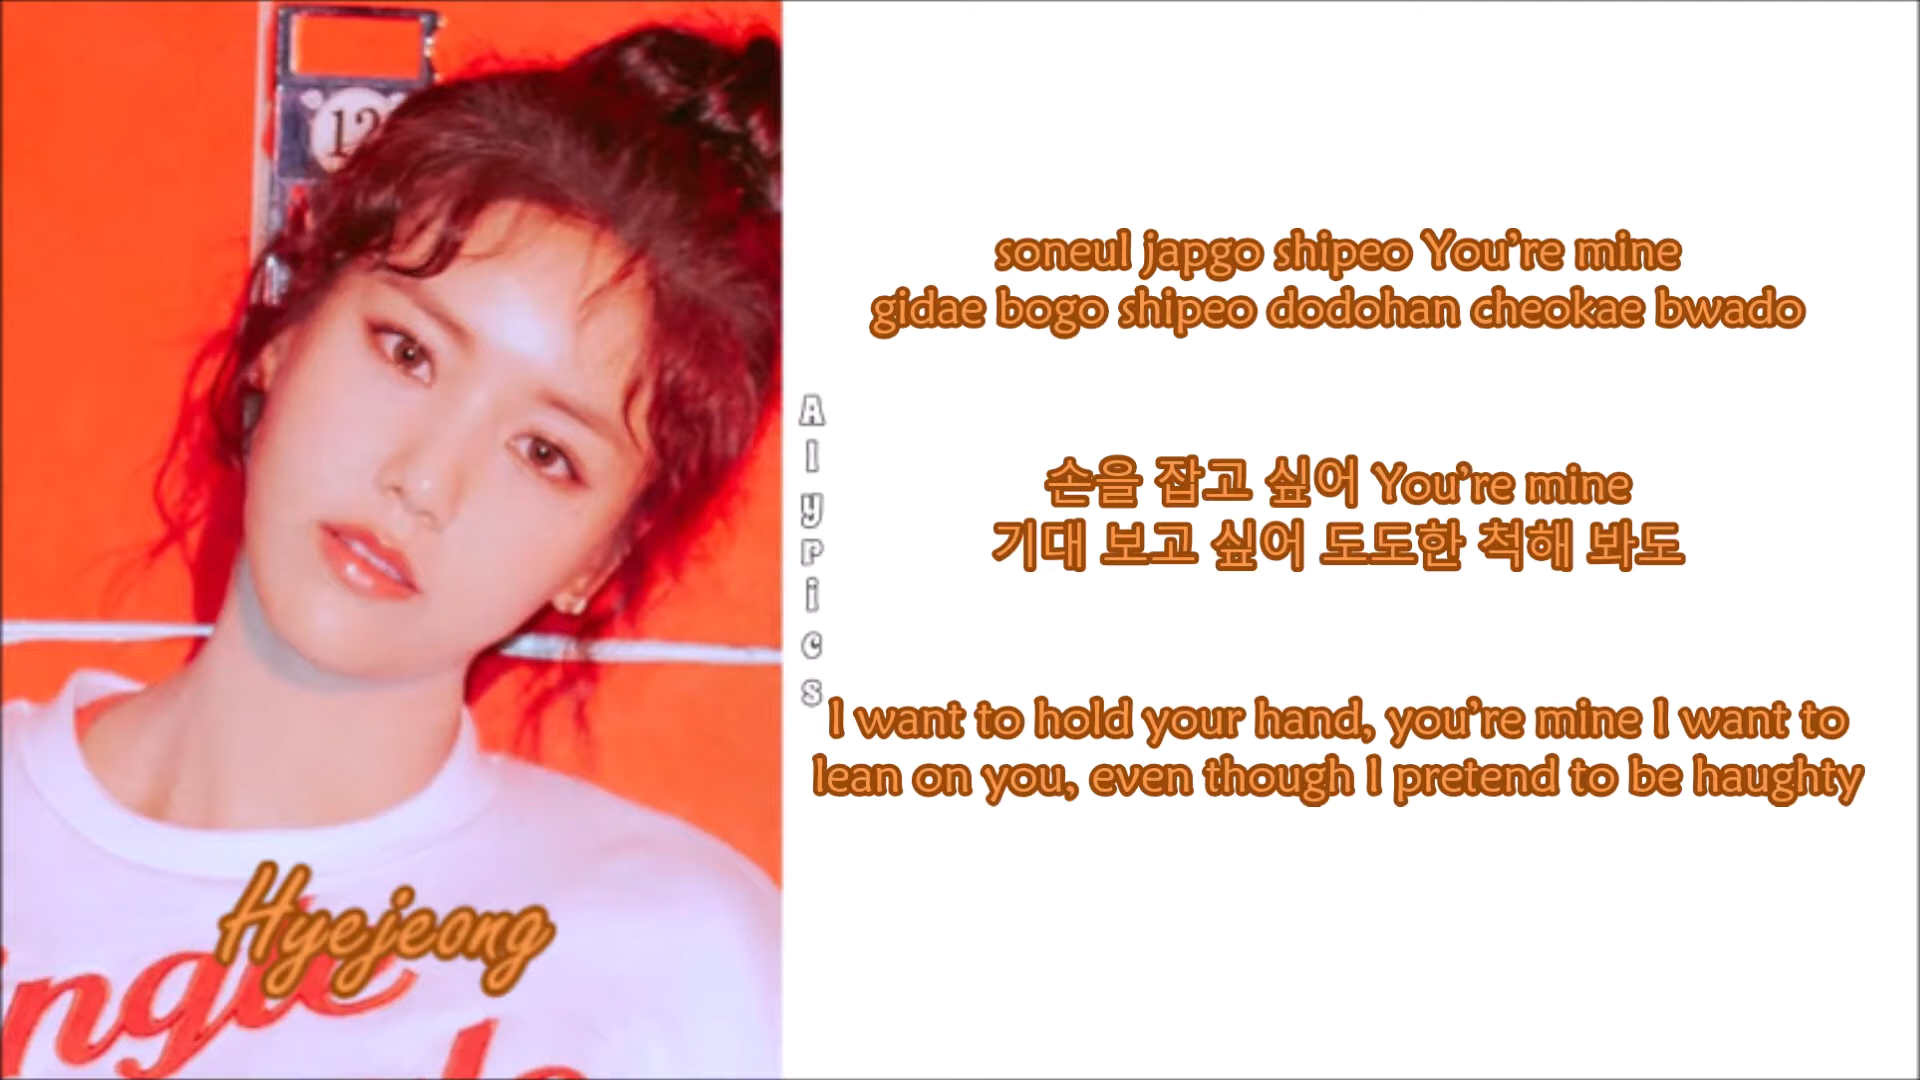 12
soneul japgo shipeo You're mine
gidae bogo shipeo dodohan cheokae bwado
Alypics
손을 잡고 싶어 You're mine
기대 보고 싶어 도도한 척해 봐도
I want to hold your hand, you're mine I want to
lean on you, even though I pretend to be haughty
Hyejeong